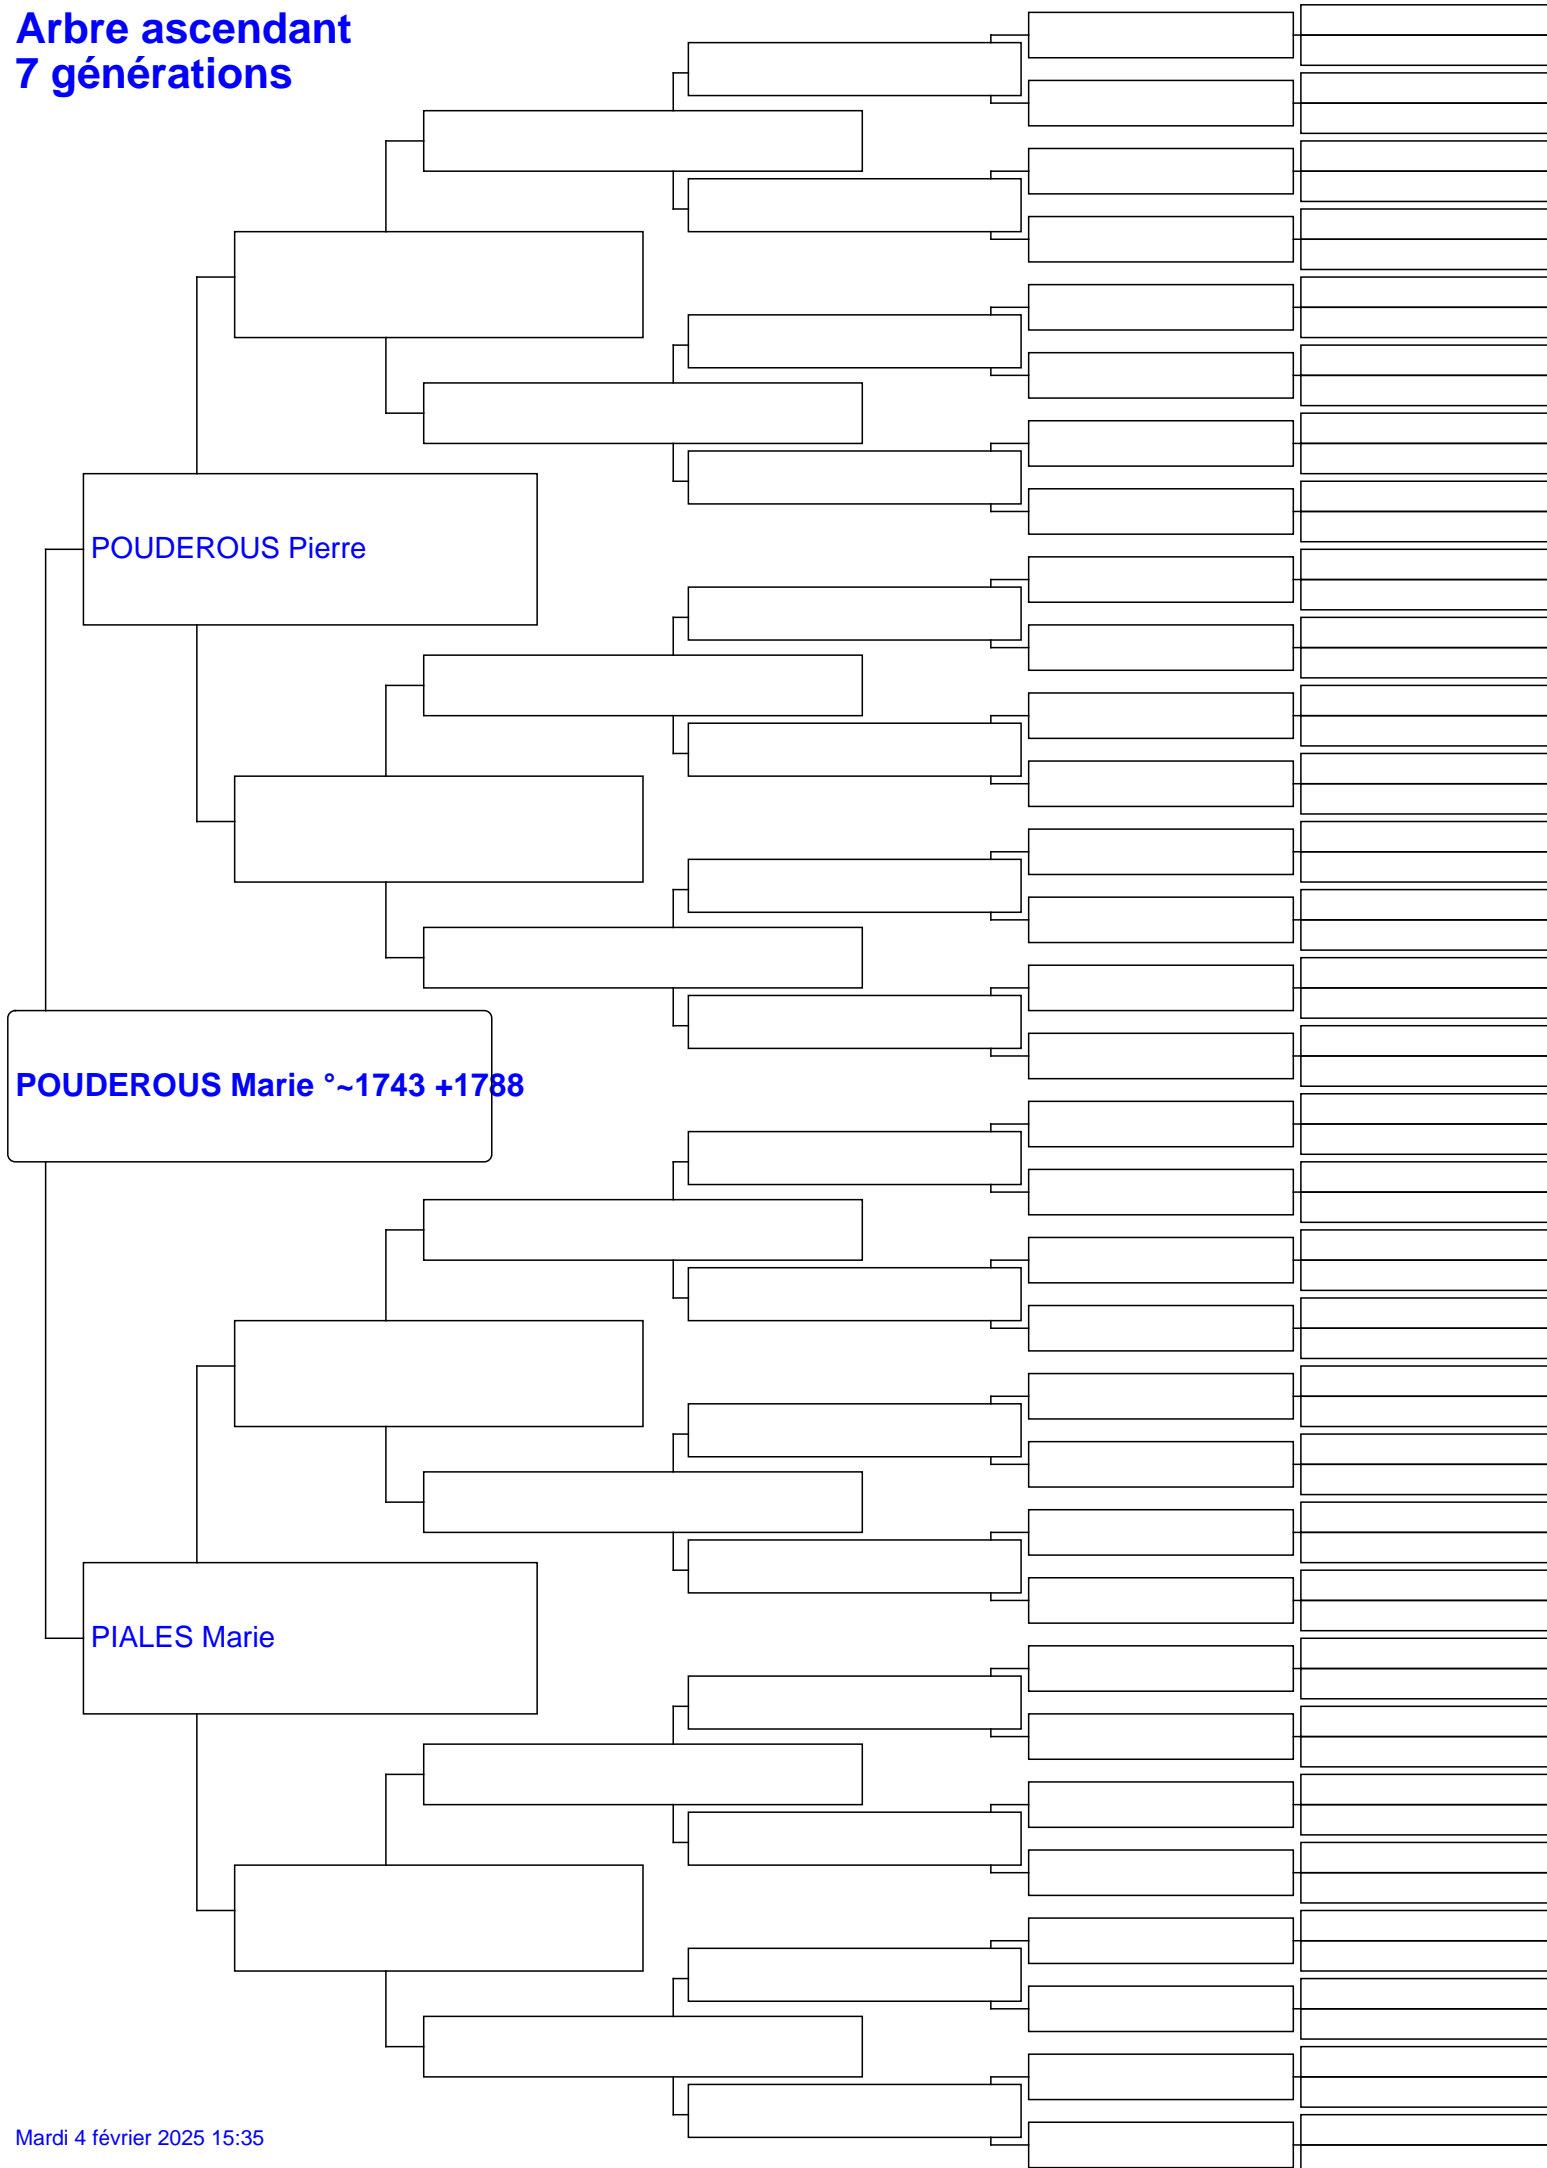 Arbre ascendant
7 générations
POUDEROUS Pierre
POUDEROUS Marie °~1743 +1788
PIALES Marie
Mardi 4 février 2025 15:35